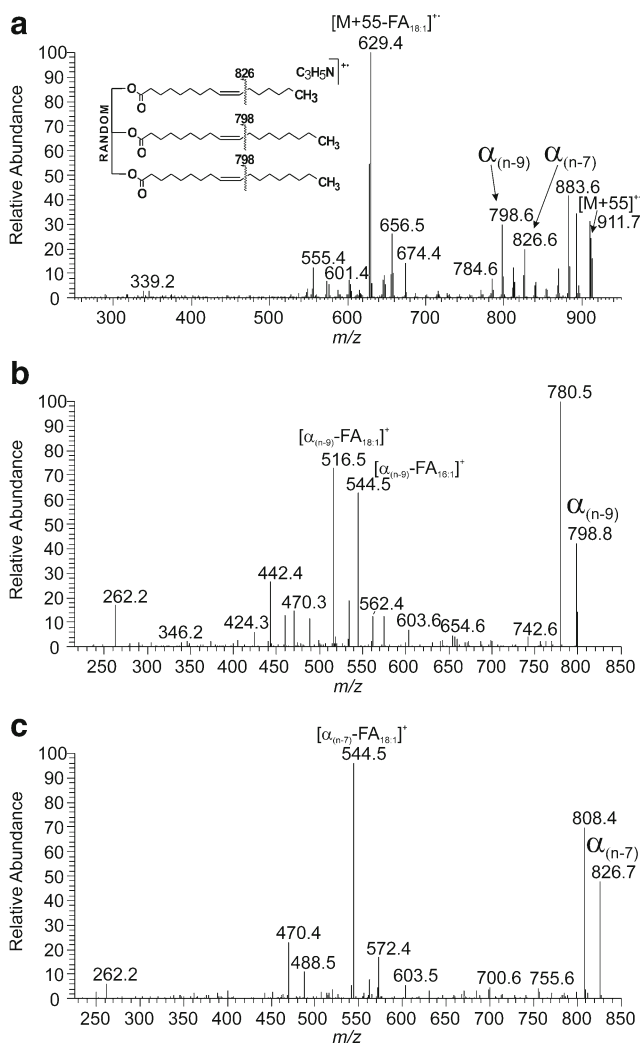 a
[M+55-FA18:1]+·
629.4
100
90
80
70
60
50
40
30
20
10
0
Relative Abundance
RANDOM
826
C3H5N
+·
O
O
CH3
798
O
O
CH3
798
O
O
CH3
339.2
555.4
601.4
656.5
674.4
784.6
α(n-9)
798.6
α(n-7)
826.6
883.6
[M+55]+·
911.7
300
400
500
600
700
800
900
m/z
b
100
90
80
70
60
50
40
30
20
10
0
Relative Abundance
262.2
346.2
424.3
442.4
470.3
[α(n-9)-FA18:1]+
516.5
[α(n-9)-FA16:1]+
544.5
562.4
603.6
654.6
742.6
780.5
α(n-9)
798.8
250 300 350 400 450 500 550 600 650 700 750 800 850
m/z
c
100
90
80
70
60
50
40
30
20
10
0
Relative Abundance
262.2
470.4
488.5
[α(n-7)-FA18:1]+
544.5
572.4
603.5
700.6
755.6
808.4
α(n-7)
826.7
250 300 350 400 450 500 550 600 650 700 750 800 850
m/z